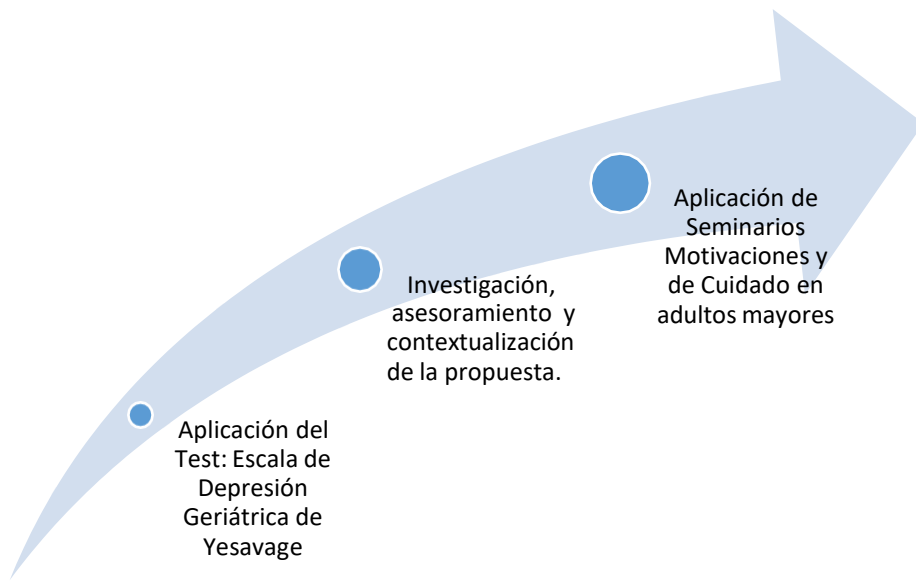 Aplicación del
Test: Escala de
Depresión
Geriátrica de
Yesavage
Investigación,
asesoramiento y
contextualización
de la propuesta.
Aplicación de
Seminarios
Motivaciones y
de Cuidado en
adultos mayores